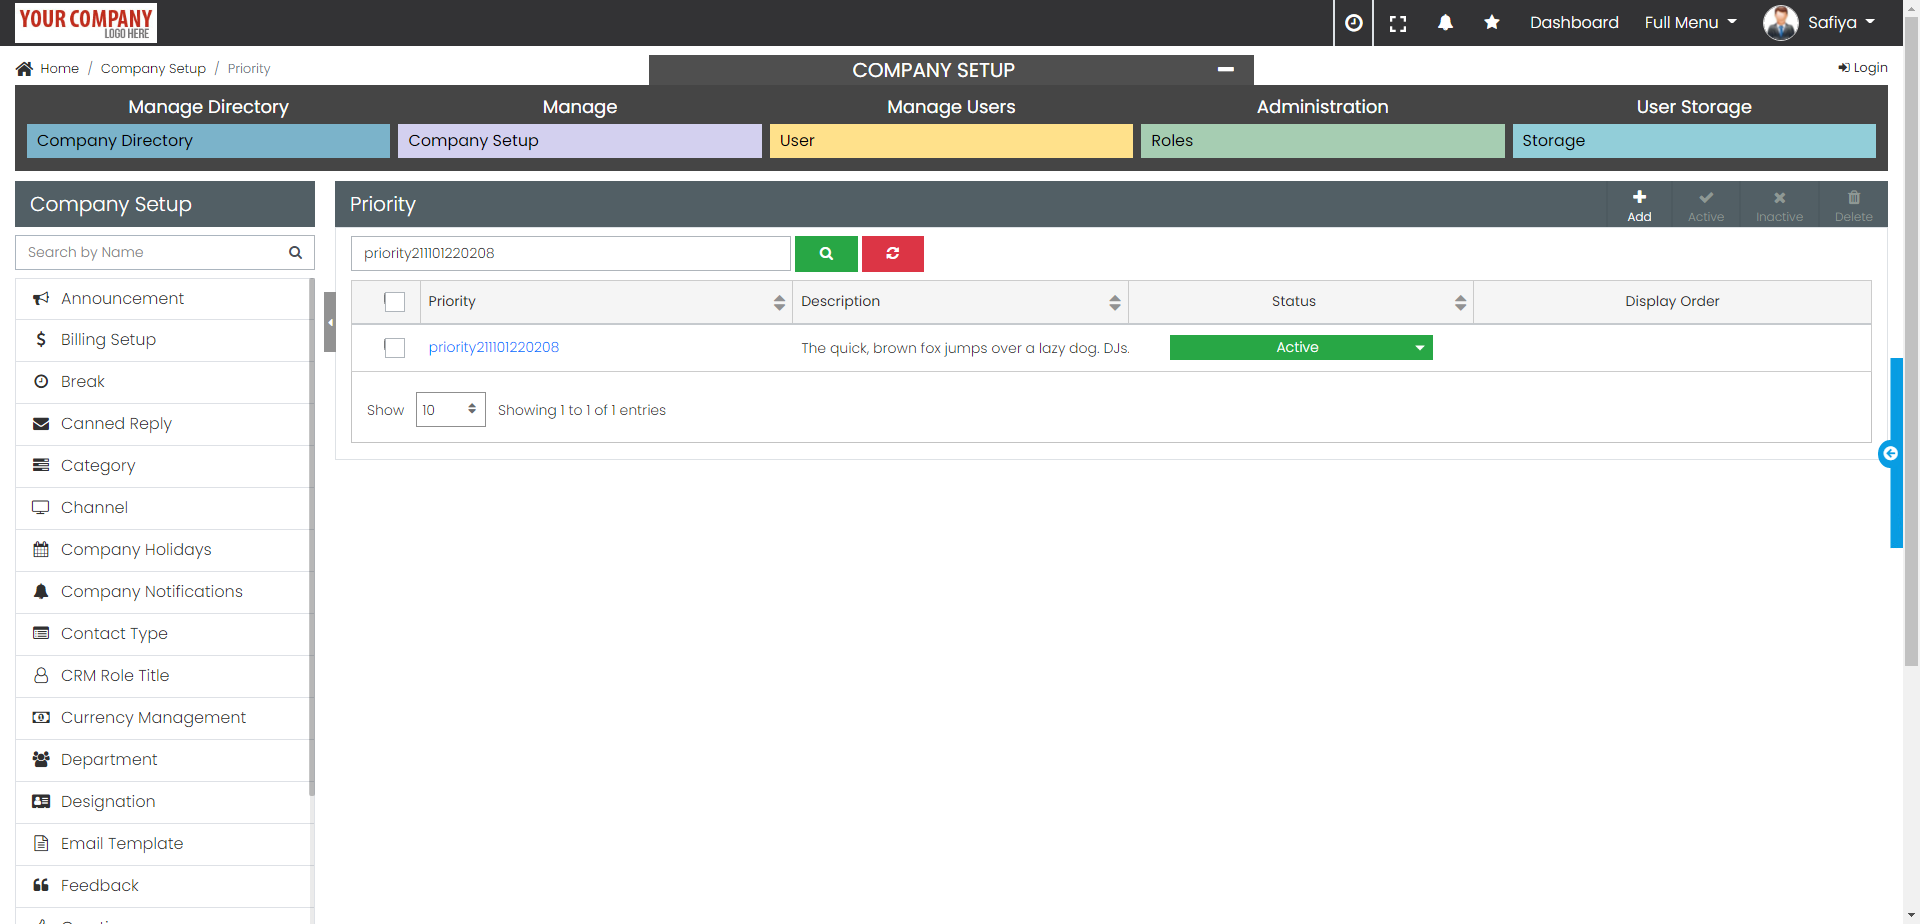 YOUR COMPANY
LOGO HERE
Dashboard
Full Menu
Safiya
Home / Company Setup / Priority
COMPANY SETUP
Login
Manage Directory
Manage
Manage Users
Administration
User Storage
Company Directory
Company Setup
User
Roles
Storage
Company Setup
Search by Name
Announcement
Billing Setup
Break
Canned Reply
Category
Channel
Company Holidays
Company Notifications
Contact Type
CRM Role Title
Currency Management
Department
Designation
Email Template
Feedback
Priority
Add
Active
Inactive
Delete
priority211101220208
Priority
Description
Status
Display Order
priority211101220208
The quick, brown fox jumps over a lazy dog. DJs.
Active
Show 10 Showing 1 to 1 of 1 entries